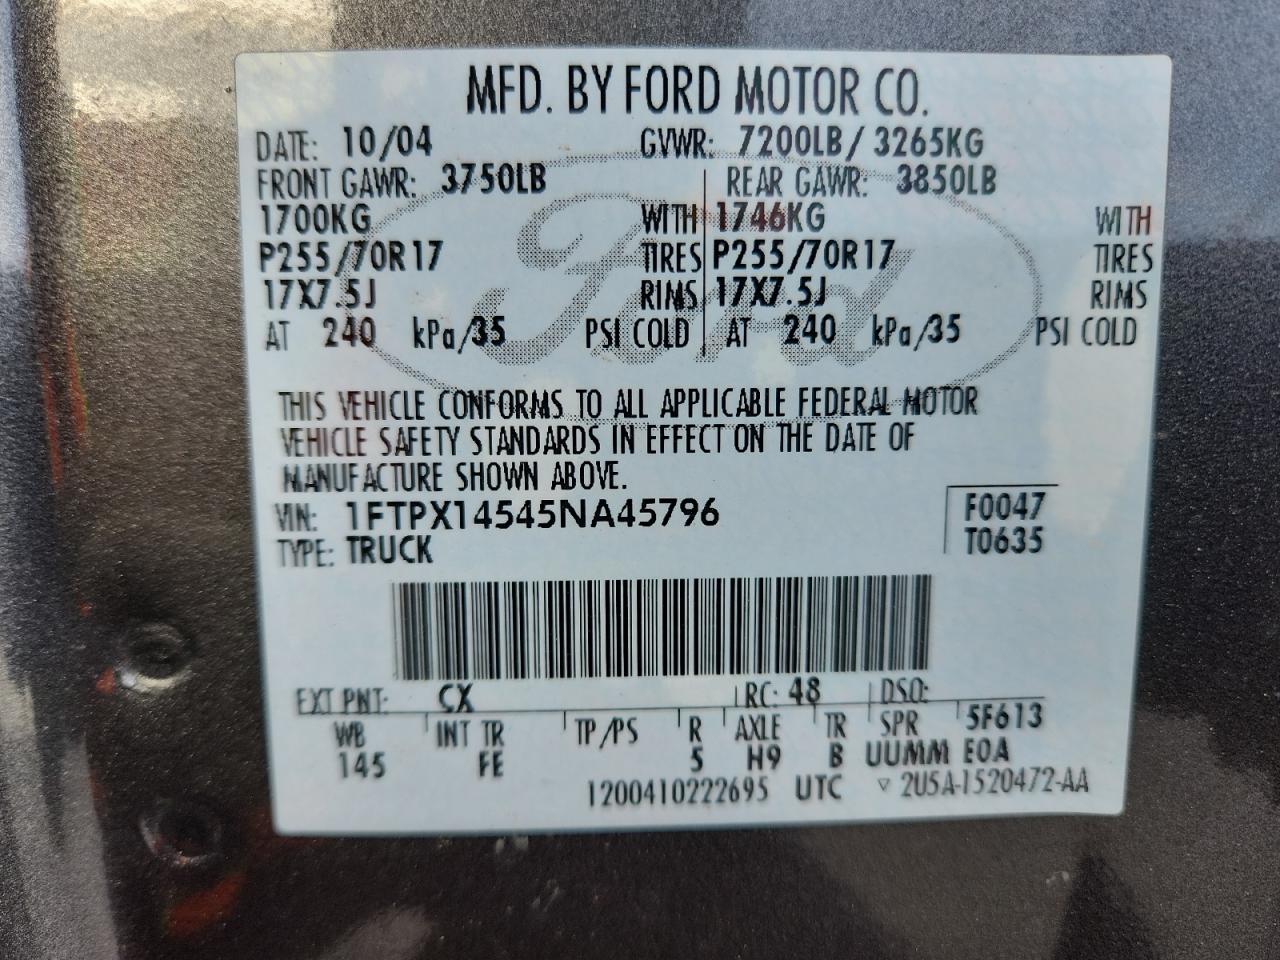 MFD. BY FORD MOTOR CO.
DATE: 10/04 GVWR: 7200LB/ 3265KG
FRONT GAWR: 3750LB REAR GAWR: 3850LB
1700KG WITH 1746KG WITH
P255/70R17 TIRES P255/70R17 TIRES
17X7.5J RIMS 17X7.5J RIMS
AT 240 kPa/35 PSI COLD AT 240 kPa/35 PSI COLD
Ford
THIS VEHICLE CONFORMS TO ALL APPLICABLE FEDERAL MOTOR
VEHICLE SAFETY STANDARDS IN EFFECT ON THE DATE OF
MANUFACTURE SHOWN ABOVE.
VIN: 1FTPX14545NA45796 F0047
TYPE: TRUCK T0635
EXT PNT: CX RC: 48 DSO:
WB INT TR TP/PS R AXLE TR SPR 5F613
145 FE 5 H9 B UUMM EOA
1200410222695 UTC ▽ 2U5A-1520472-AA